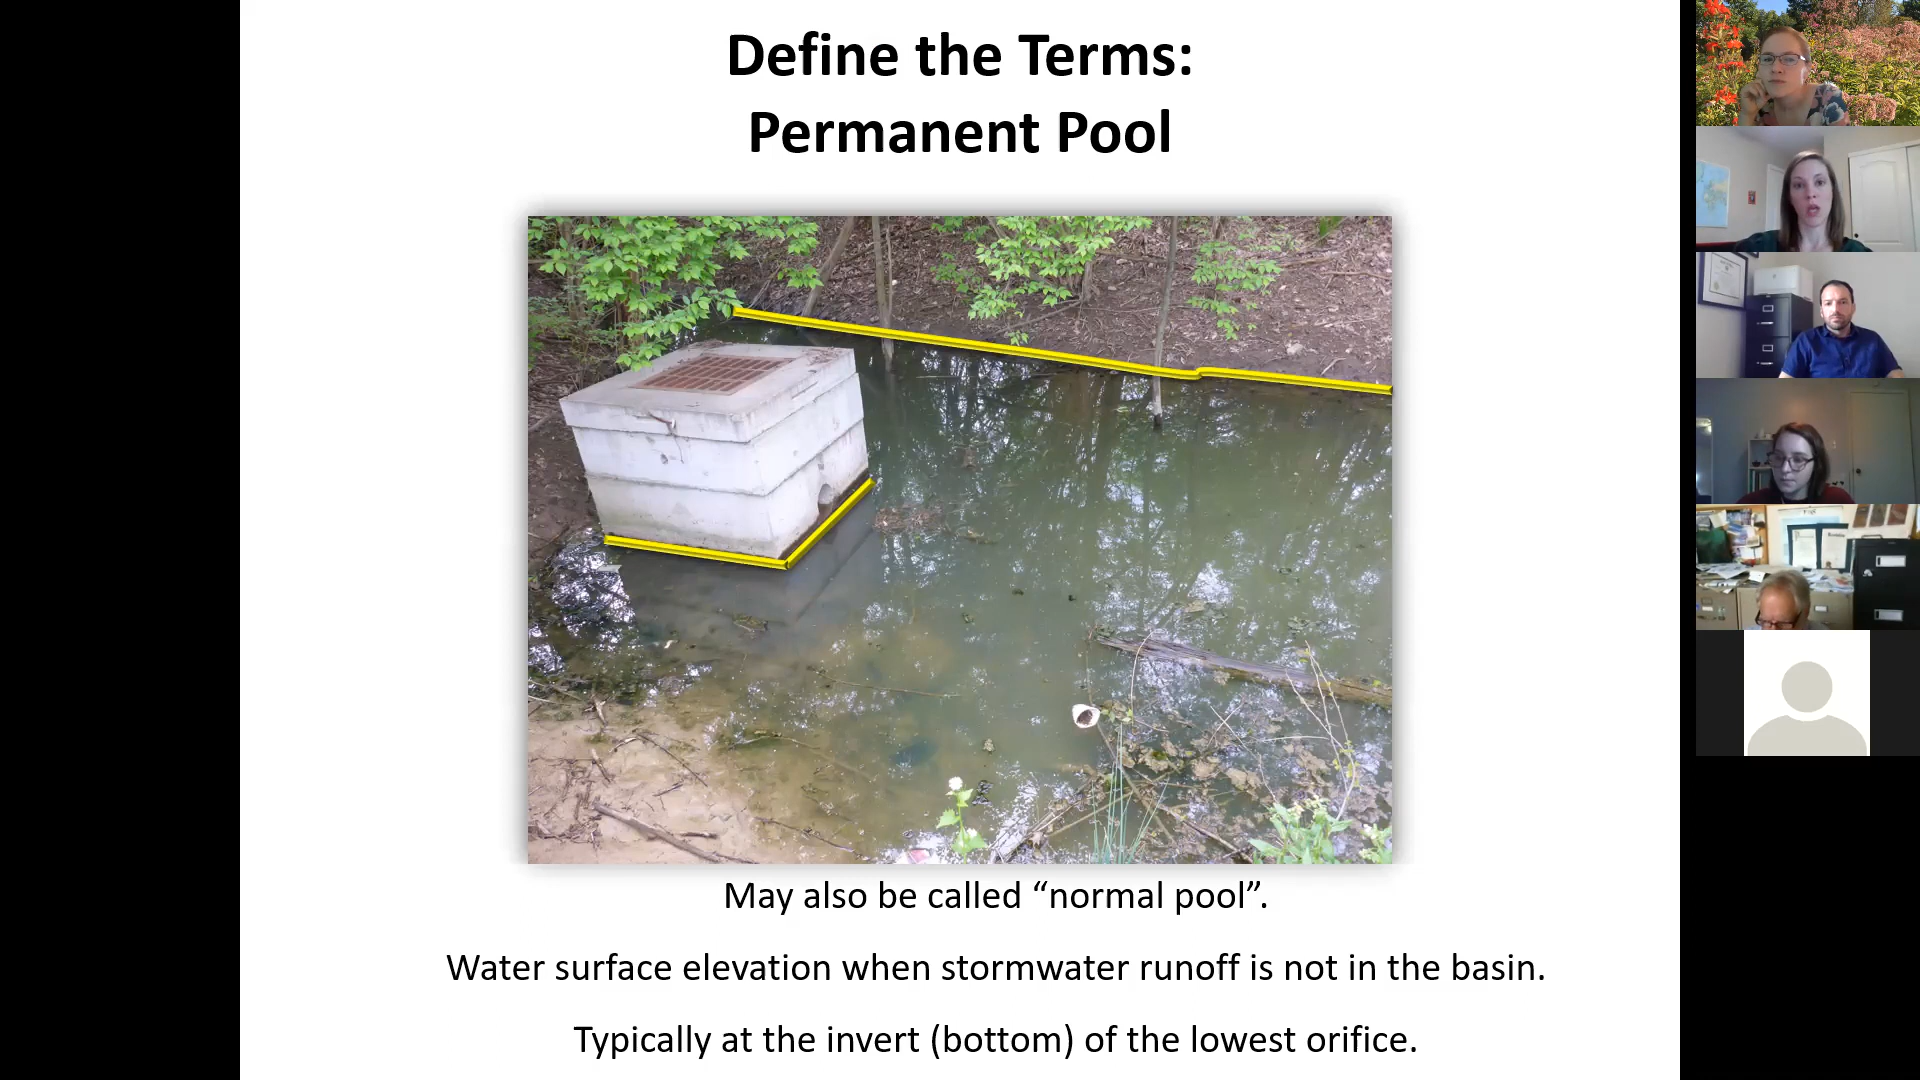 Define the Terms:
Permanent Pool
May also be called “normal pool”.
Water surface elevation when stormwater runoff is not in the basin.
Typically at the invert (bottom) of the lowest orifice.